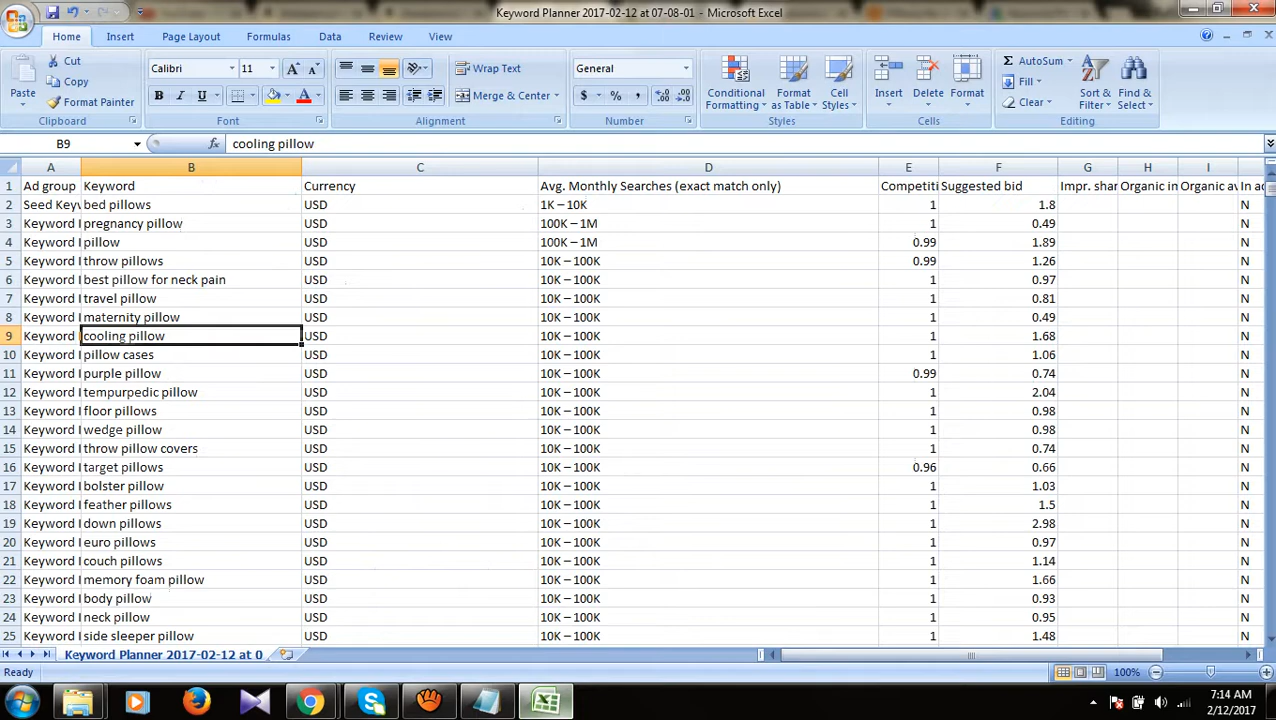 Keyword Planner 2017-02-12 at 07-08-01 - Microsoft Excel
Home Insert Page Layout Formulas Data Review View
Paste Cut Copy Format Painter Clipboard
Calibri 11 B I U A A A Font
Wrap Text Merge & Center Alignment
General $ % , Number
Conditional Formatting Format as Table Cell Styles Styles
Insert Delete Format Cells
Σ AutoSum Fill Clear Sort & Filter Find & Select Editing
B9 fx cooling pillow
A B C D E F G H I
1 Ad group Keyword Currency Avg. Monthly Searches (exact match only) Competiti Suggested bid Impr. shar Organic in Organic av In ac
2 Seed Keyv bed pillows USD 1K – 10K 1 1.8 N
3 Keyword I pregnancy pillow USD 100K – 1M 1 0.49 N
4 Keyword I pillow USD 100K – 1M 0.99 1.89 N
5 Keyword I throw pillows USD 10K – 100K 0.99 1.26 N
6 Keyword I best pillow for neck pain USD 10K – 100K 1 0.97 N
7 Keyword I travel pillow USD 10K – 100K 1 0.81 N
8 Keyword I maternity pillow USD 10K – 100K 1 0.49 N
9 Keyword cooling pillow USD 10K – 100K 1 1.68 N
10 Keyword I pillow cases USD 10K – 100K 1 1.06 N
11 Keyword I purple pillow USD 10K – 100K 0.99 0.74 N
12 Keyword I tempurpedic pillow USD 10K – 100K 1 2.04 N
13 Keyword I floor pillows USD 10K – 100K 1 0.98 N
14 Keyword I wedge pillow USD 10K – 100K 1 0.98 N
15 Keyword I throw pillow covers USD 10K – 100K 1 0.74 N
16 Keyword I target pillows USD 10K – 100K 0.96 0.66 N
17 Keyword I bolster pillow USD 10K – 100K 1 1.03 N
18 Keyword I feather pillows USD 10K – 100K 1 1.5 N
19 Keyword I down pillows USD 10K – 100K 1 2.98 N
20 Keyword I euro pillows USD 10K – 100K 1 0.97 N
21 Keyword I couch pillows USD 10K – 100K 1 1.14 N
22 Keyword I memory foam pillow USD 10K – 100K 1 1.66 N
23 Keyword I body pillow USD 10K – 100K 1 0.93 N
24 Keyword I neck pillow USD 10K – 100K 1 0.95 N
25 Keyword I side sleeper pillow USD 10K – 100K 1 1.48 N
Keyword Planner 2017-02-12 at 0
Ready 100%
7:14 AM
2/12/2017